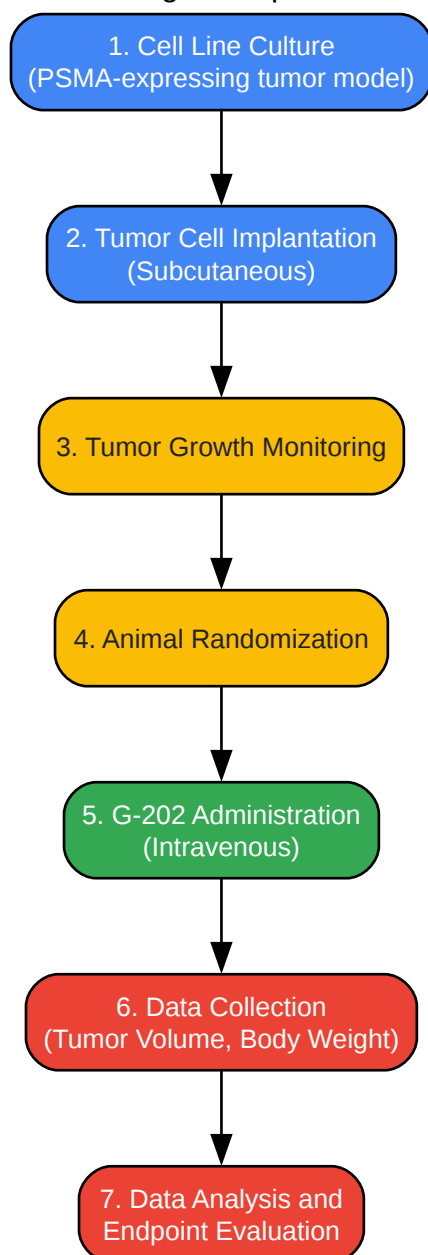 1. Cell Line Culture
(PSMA-expressing tumor model)
2. Tumor Cell Implantation
(Subcutaneous)
3. Tumor Growth Monitoring
4. Animal Randomization
5. G-202 Administration
(Intravenous)
6. Data Collection
(Tumor Volume, Body Weight)
7. Data Analysis and
Endpoint Evaluation